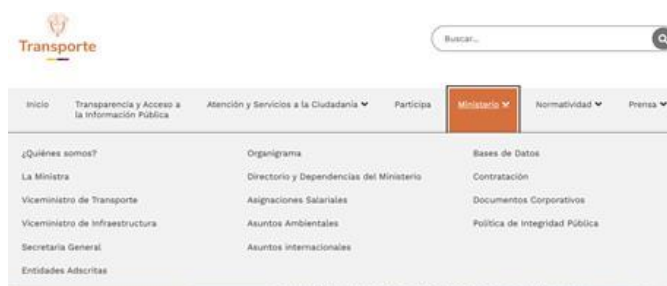 Transporte
Buscar...
Inicio
Transparencia y Acceso a
la Información Pública
Atención y Servicios a la Ciudadanía
Participa
Ministerio
Normatividad
Prensa
¿Quiénes somos?
La Ministra
Viceministro de Transporte
Viceministro de Infraestructura
Secretaría General
Entidades Adscritas
Organigrama
Directorio y Dependencias del Ministerio
Asignaciones Salariales
Asuntos Ambientales
Asuntos internacionales
Bases de Datos
Contratación
Documentos Corporativos
Política de Integridad Pública